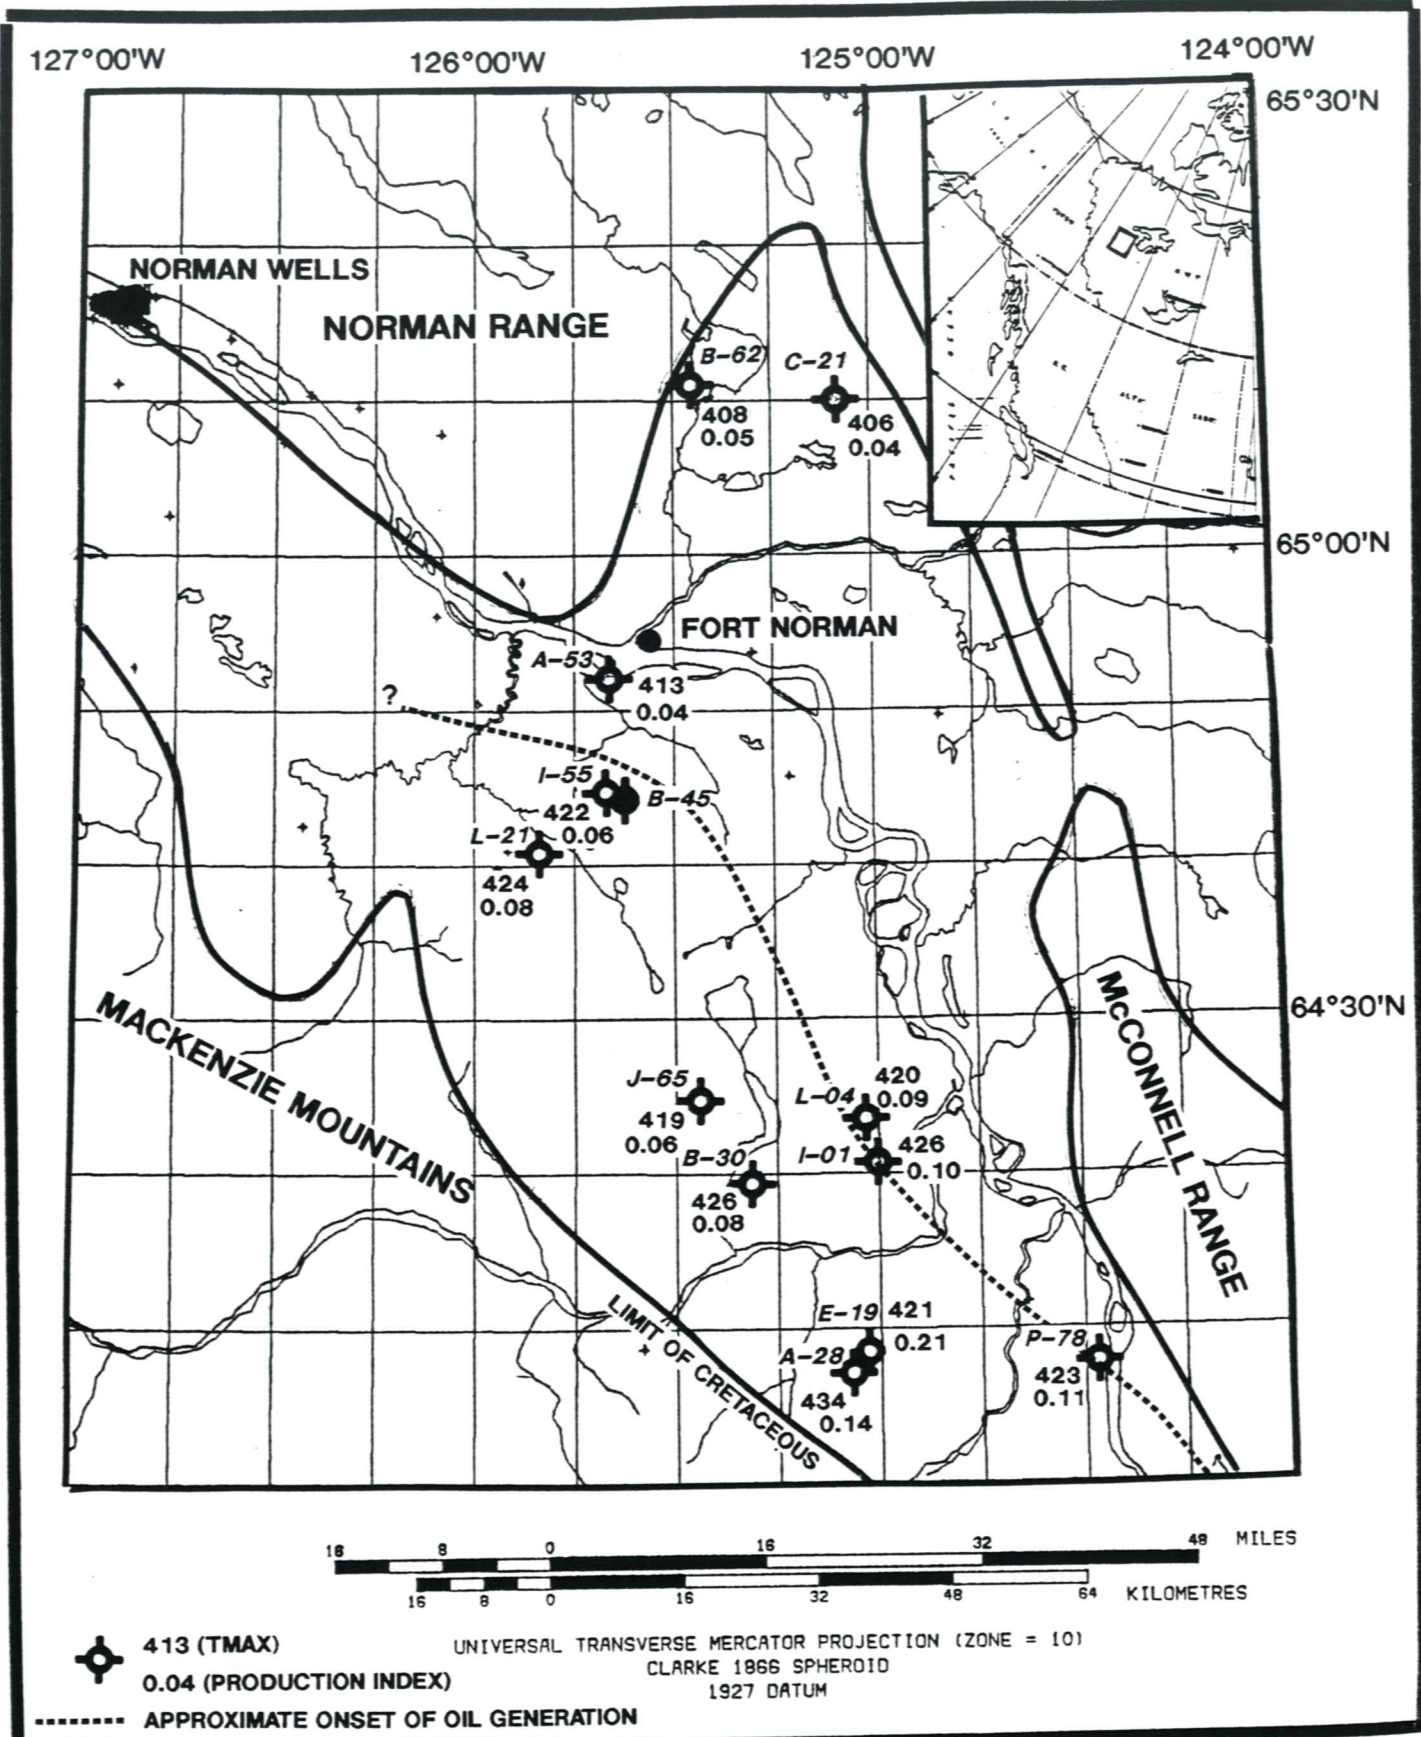 127°00'W
126°00'W
125°00'W
124°00'W
65°30'N
NORMAN WELLS
NORMAN RANGE
B-62
C-21
408
0.05
406
0.04
65°00'N
FORT NORMAN
A-53
413
0.04
?
I-55
B-45
422
0.06
L-21
424
0.08
MACKENZIE MOUNTAINS
McCONNELL RANGE
64°30'N
J-65
419
0.06
L-04
420
0.09
I-01
426
0.10
B-30
426
0.08
LIMIT OF CRETACEOUS
E-19
421
0.21
A-28
434
0.14
P-78
423
0.11
16 8 0 16 32 48 MILES
16 8 0 16 32 48 64 KILOMETRES
413 (TMAX)
0.04 (PRODUCTION INDEX)
UNIVERSAL TRANSVERSE MERCATOR PROJECTION (ZONE = 10)
CLARKE 1866 SPHEROID
1927 DATUM
APPROXIMATE ONSET OF OIL GENERATION